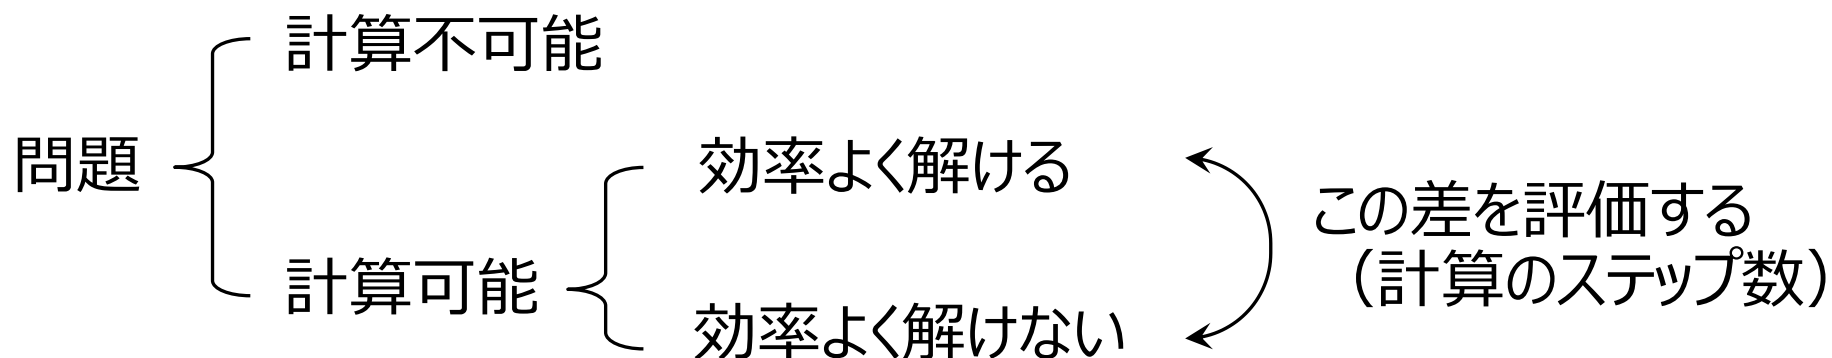 計算不可能
問題
効率よく解ける
この差を評価する
(計算のステップ数)
計算可能
効率よく解けない